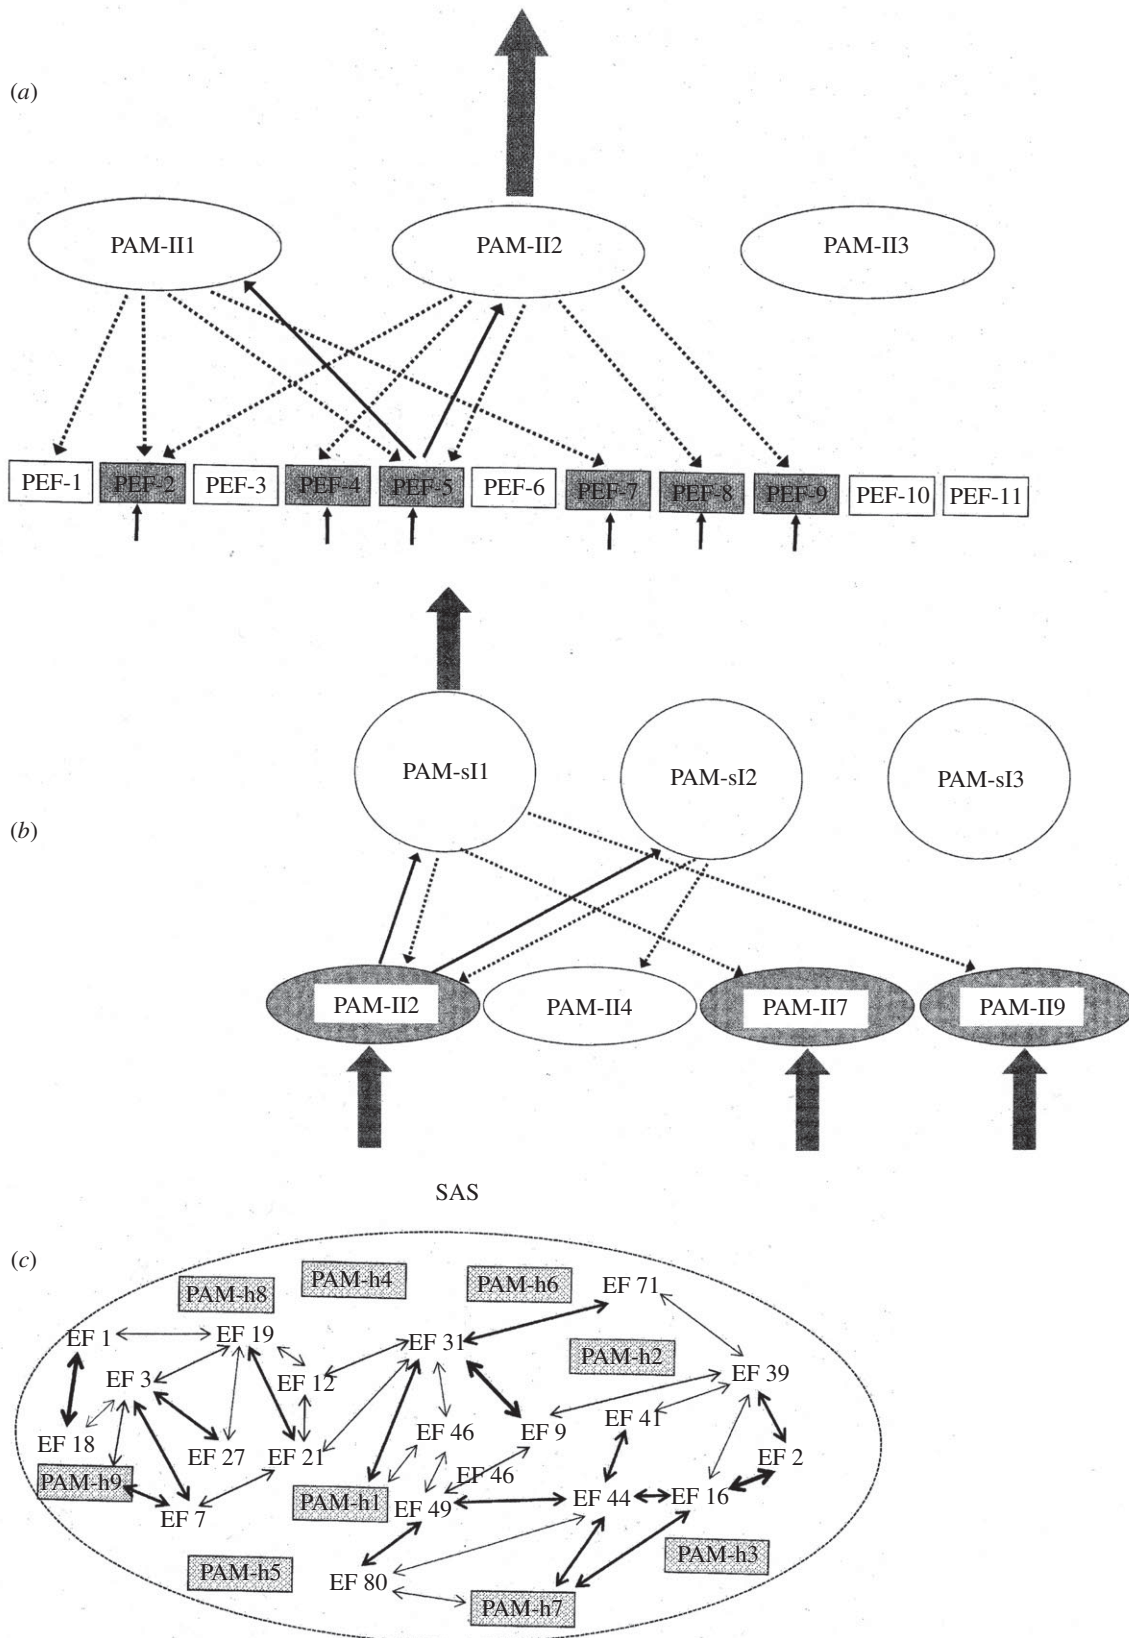 (a)
PAM-II1 PAM-II2 PAM-II3
PEF-1 PEF-2 PEF-3 PEF-4 PEF-5 PEF-6 PEF-7 PEF-8 PEF-9 PEF-10 PEF-11
PAM-sI1 PAM-sI2 PAM-sI3
(b)
PAM-II2 PAM-II4 PAM-II7 PAM-II9
SAS
(c)
PAM-h8 PAM-h4 PAM-h6 EF 71
EF 1 EF 19 EF 31 PAM-h2
EF 3 EF 12 EF 39
EF 18 EF 27 EF 21 EF 46 EF 9 EF 41 EF 2
PAM-h9 EF 46
EF 7 PAM-h1 EF 49 EF 44 EF 16
PAM-h5 EF 80 PAM-h7 PAM-h3